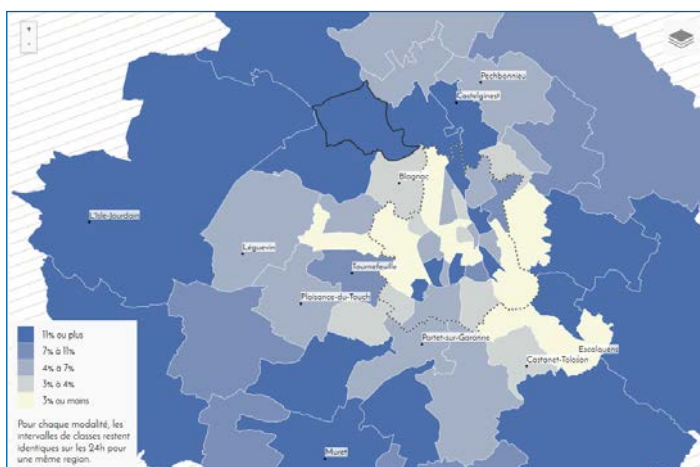 +
-
Pechbonnieu
Castelginest
Blagnac
L'Isle-Jourdain
Léguevin
Tournefeuille
Plaisance-du-Touch
Portet-sur-Garonne
Escalquens
Castanet-Tolosan
Muret
11% ou plus
7% à 11%
4% à 7%
3% à 4%
3% ou moins
Pour chaque modalité, les
intervalles de classes restent
identiques sur les 24h pour
une même region.